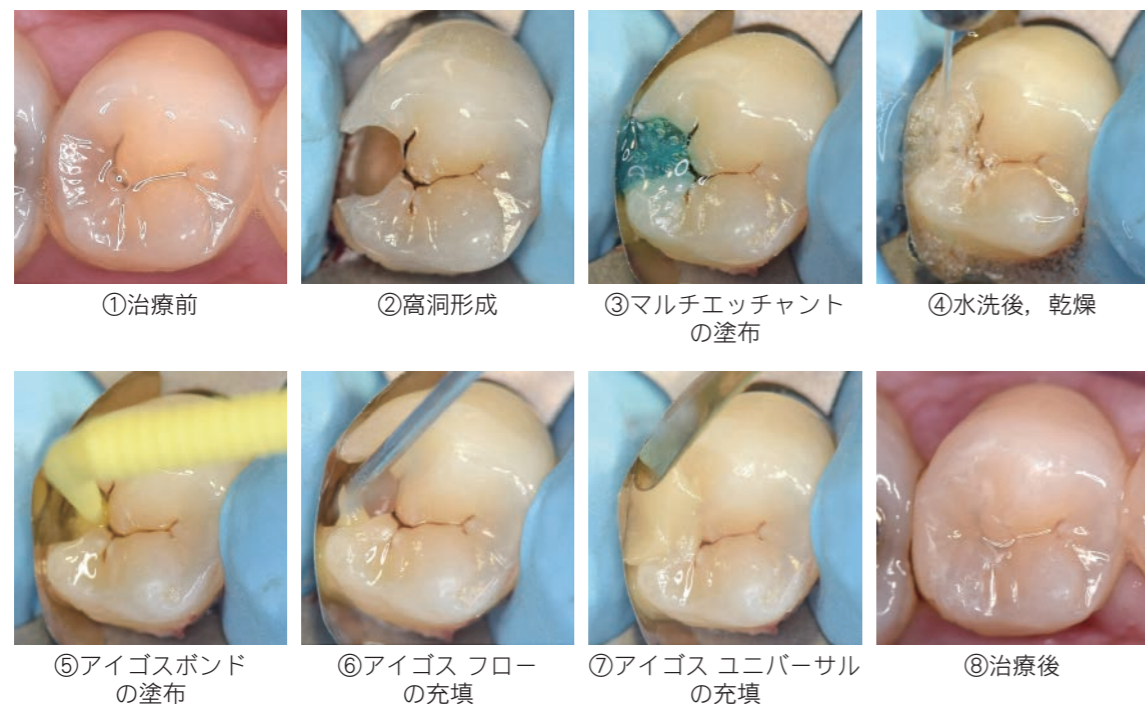 ①治療前
②窩洞形成
③マルチエッチャント
の塗布
④水洗後，乾燥
⑤アイゴスボンド
の塗布
⑥アイゴス フロー
の充填
⑦アイゴス ユニバーサル
の充填
⑧治療後